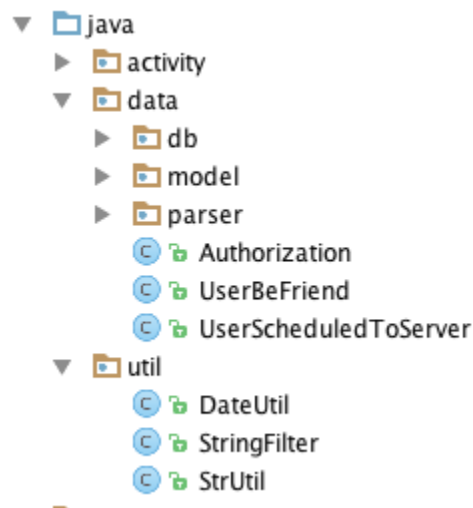 java
activity
data
db
model
parser
Authorization
UserBeFriend
UserScheduledToServer
util
DateUtil
StringFilter
StrUtil